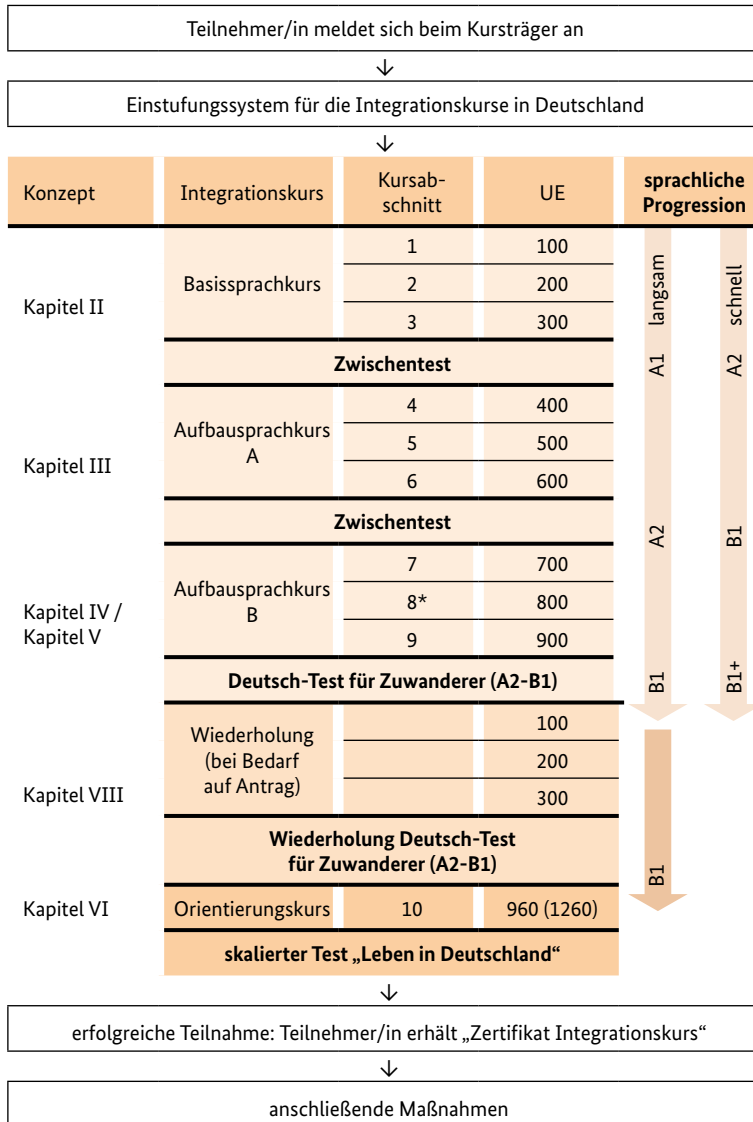 Teilnehmer/in meldet sich beim Kursträger an
↓
Einstufungssystem für die Integrationskurse in Deutschland
↓
Konzept
Integrationskurs
Kursab-
schnitt
UE
sprachliche
Progression
Kapitel II
Basissprachkurs
1
100
2
200
3
300
langsam
schnell
Zwischentest
A1
A2
Kapitel III
Aufbausprachkurs
A
4
400
5
500
6
600
Zwischentest
A2
B1
Kapitel IV /
Kapitel V
Aufbausprachkurs
B
7
700
8*
800
9
900
Deutsch-Test für Zuwanderer (A2-B1)
B1
B1+
Kapitel VIII
Wiederholung
(bei Bedarf
auf Antrag)
100
200
300
Wiederholung Deutsch-Test
für Zuwanderer (A2-B1)
B1
Kapitel VI
Orientierungskurs
10
960 (1260)
skalierter Test „Leben in Deutschland“
↓
erfolgreiche Teilnahme: Teilnehmer/in erhält „Zertifikat Integrationskurs“
↓
anschließende Maßnahmen